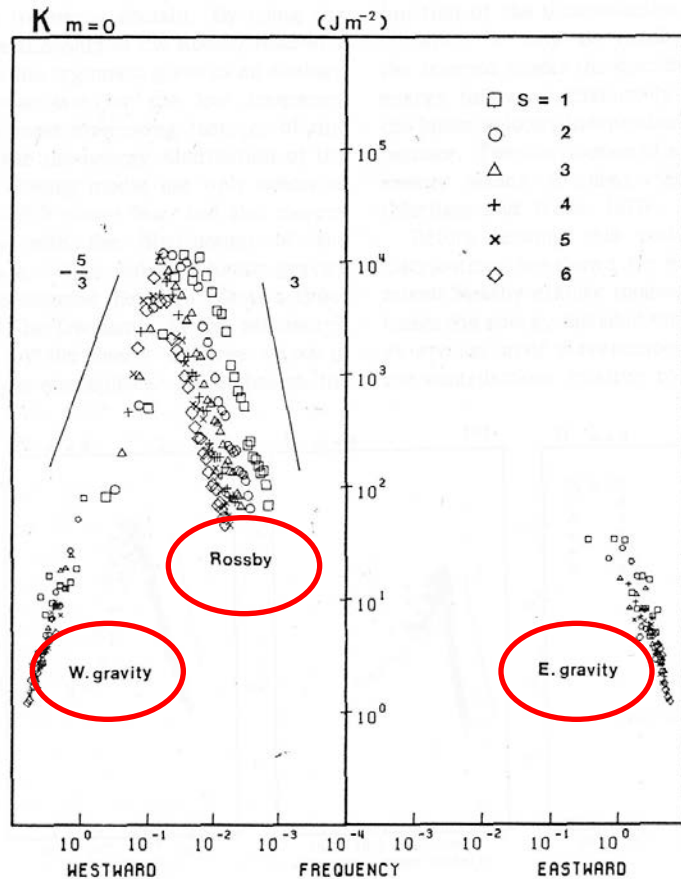 K m=0 (J m⁻²)
□ S = 1
○ 2
△ 3
+ 4
× 5
◇ 6
10⁵
10⁴
10³
10²
10¹
10⁰
- 5/3
3
Rossby
W. gravity
E. gravity
10⁰ 10⁻¹ 10⁻² 10⁻³ 10⁻⁴ 10⁻³ 10⁻² 10⁻¹ 10⁰
WESTWARD FREQUENCY EASTWARD